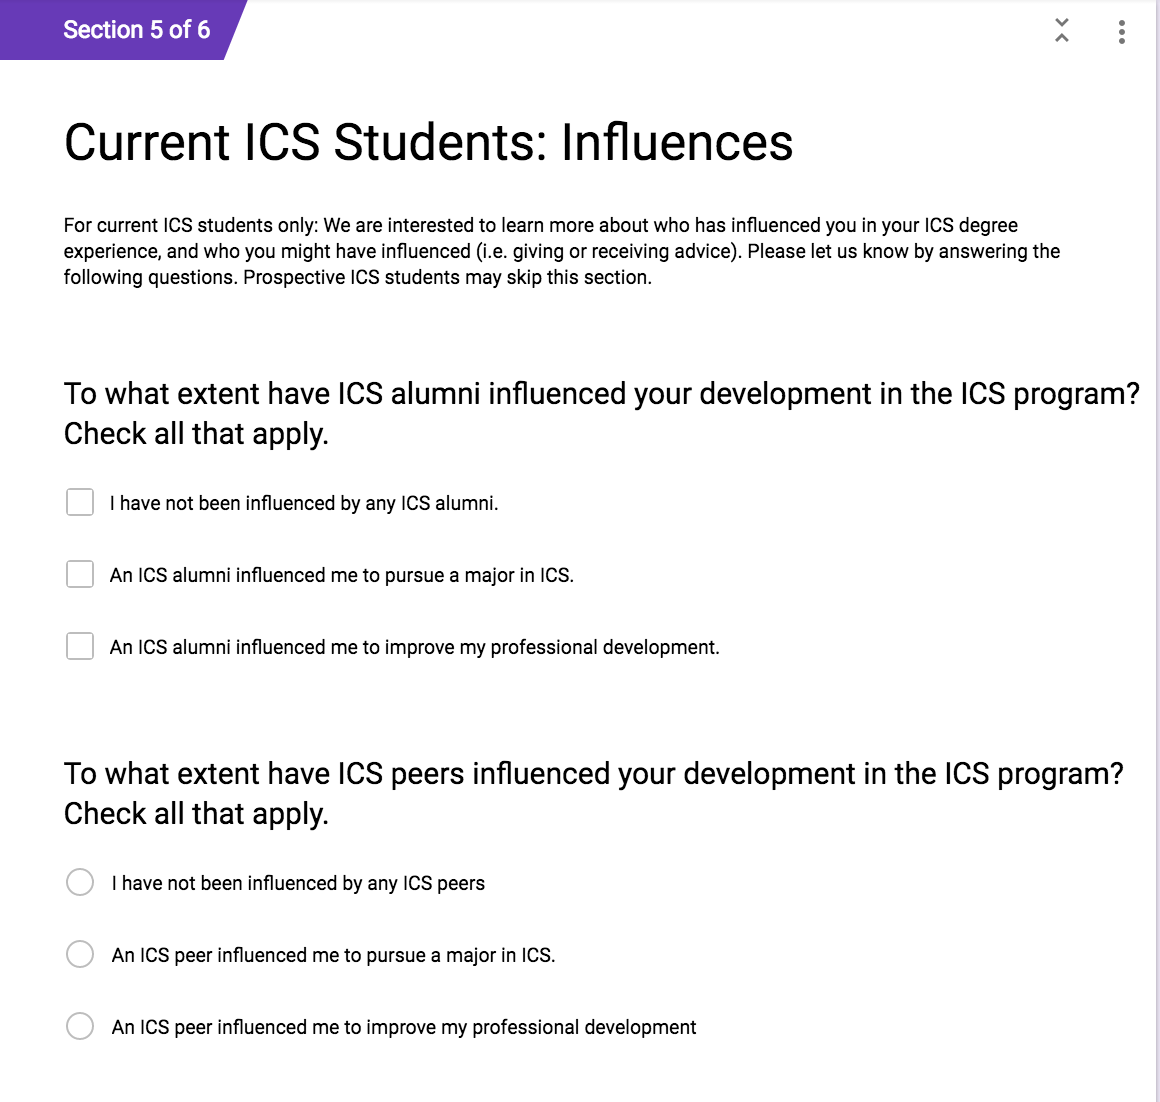 Section 5 of 6
Current ICS Students: Influences
For current ICS students only: We are interested to learn more about who has influenced you in your ICS degree
experience, and who you might have influenced (i.e. giving or receiving advice). Please let us know by answering the
following questions. Prospective ICS students may skip this section.
To what extent have ICS alumni influenced your development in the ICS program?
Check all that apply.
I have not been influenced by any ICS alumni.
An ICS alumni influenced me to pursue a major in ICS.
An ICS alumni influenced me to improve my professional development.
To what extent have ICS peers influenced your development in the ICS program?
Check all that apply.
I have not been influenced by any ICS peers
An ICS peer influenced me to pursue a major in ICS.
An ICS peer influenced me to improve my professional development